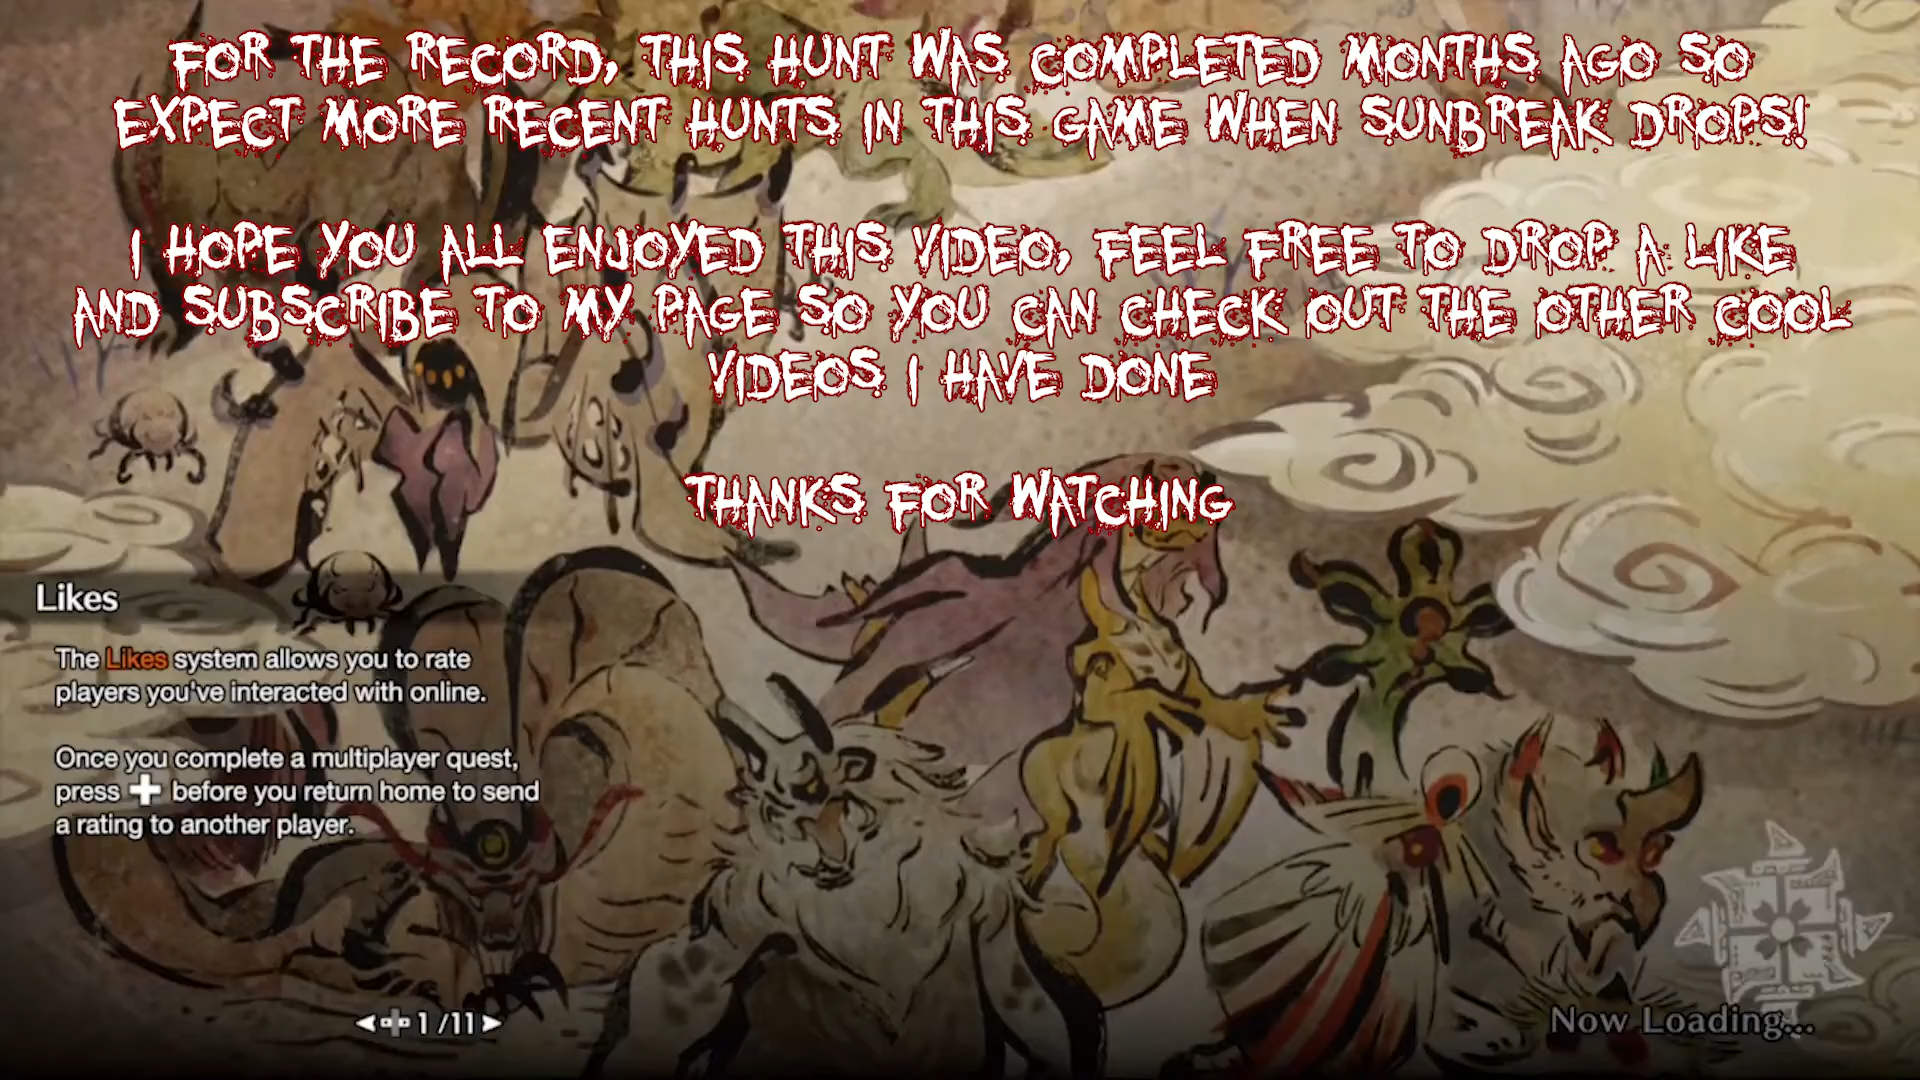 FOR THE RECORD, THIS HUNT WAS COMPLETED MONTHS AGO SO
EXPECT MORE RECENT HUNTS IN THIS GAME WHEN SUNBREAK DROPS!
I HOPE YOU ALL ENJOYED THIS VIDEO, FEEL FREE TO DROP A LIKE
AND SUBSCRIBE TO MY PAGE SO YOU CAN CHECK OUT THE OTHER COOL
VIDEOS I HAVE DONE
THANKS FOR WATCHING
Likes
The Likes system allows you to rate
players you've interacted with online.
Once you complete a multiplayer quest,
press + before you return home to send
a rating to another player.
1 /11
Now Loading...